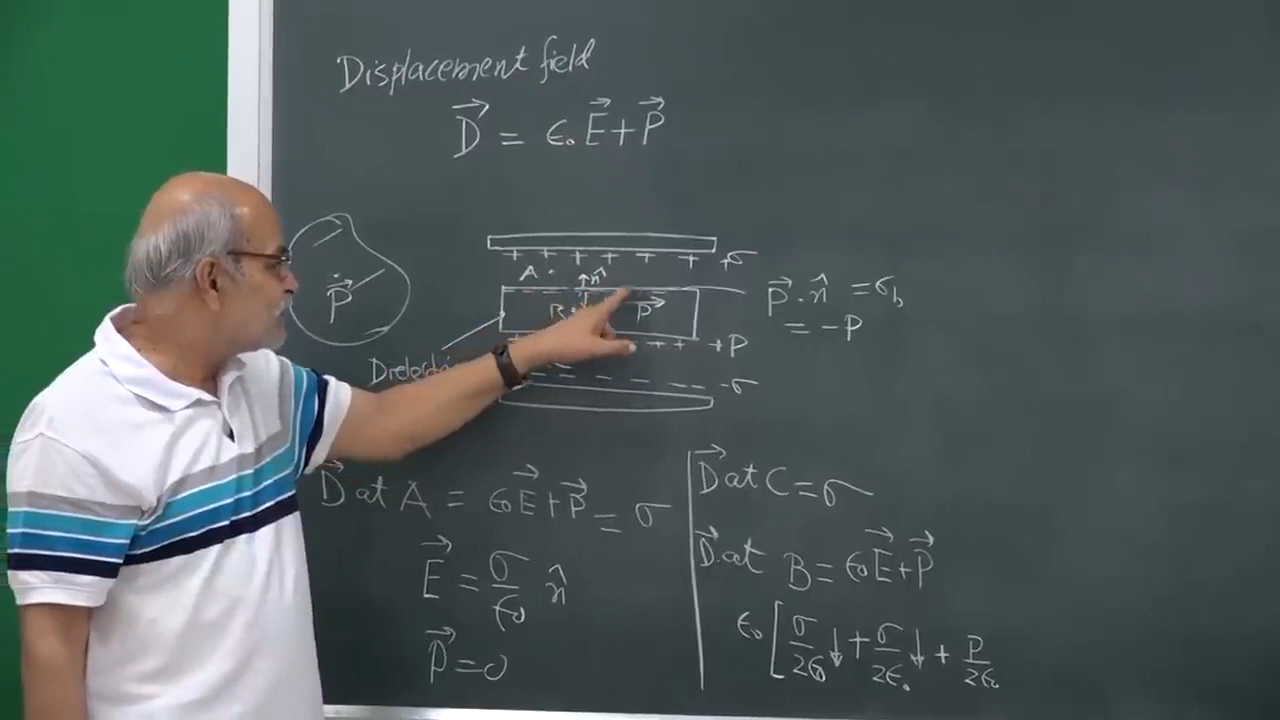 Displacement field
D⃗ = ϵ₀E⃗ + P⃗
+ + + + + + +σ
A · ↑n̂
P⃗
P⃗ . n̂ = σb
= -P
B P⃗
+ + + +P
- - - - - -σ
D⃗ at A = ϵ₀E⃗ + P⃗ = σ
E⃗ = σ/ϵ₀ n̂
P⃗ = 0
D⃗ at C = σ
D⃗ at B = ϵ₀E⃗ + P⃗
ϵ₀ [ σ/2ϵ₀ ↓ + σ/2ϵ₀ ↓ + P/2ϵ₀